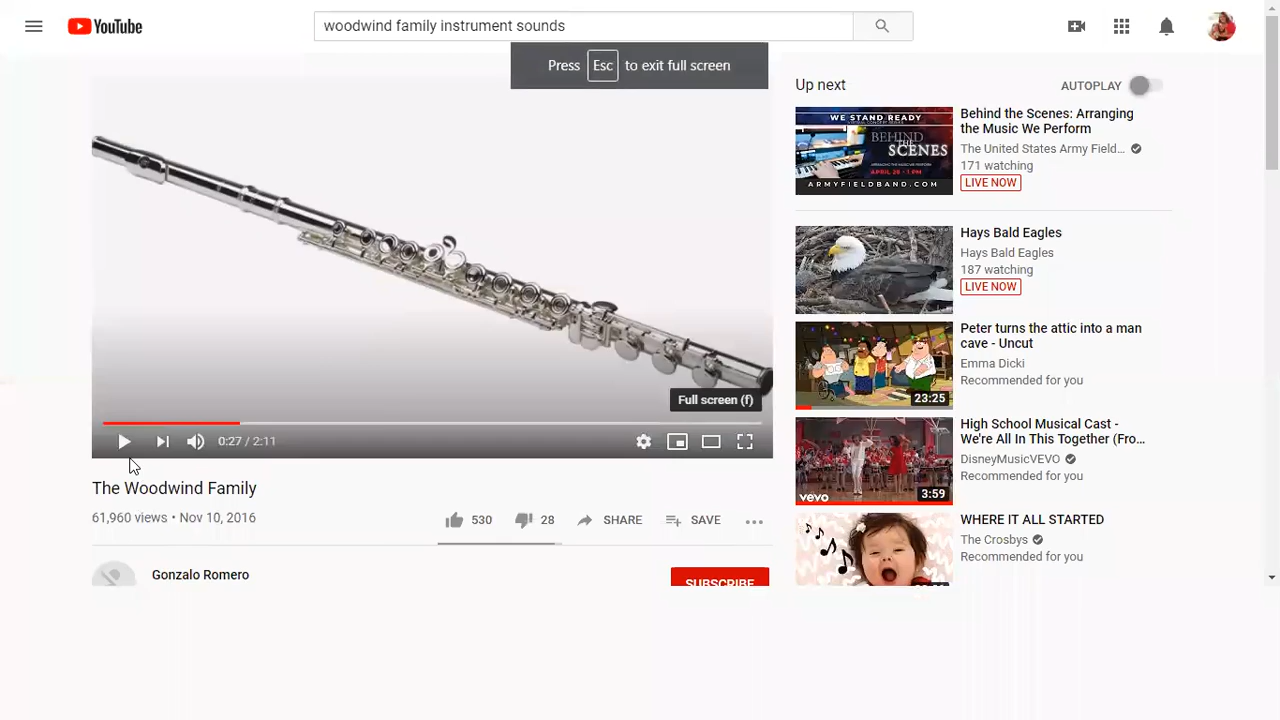 YouTube
woodwind family instrument sounds
Press Esc to exit full screen
Full screen (f)
0:27 / 2:11
The Woodwind Family
61,960 views • Nov 10, 2016
530
28
SHARE
SAVE
Gonzalo Romero
SUBSCRIBE
Up next
AUTOPLAY
WE STAND READY
BEHIND
THE
SCENES
APRIL 28 - 1 PM
ARMYFIELDBAND.COM
Behind the Scenes: Arranging
the Music We Perform
The United States Army Field...
171 watching
LIVE NOW
Hays Bald Eagles
Hays Bald Eagles
187 watching
LIVE NOW
23:25
Peter turns the attic into a man
cave - Uncut
Emma Dicki
Recommended for you
vevo
3:59
High School Musical Cast -
We're All In This Together (Fro...
DisneyMusicVEVO
Recommended for you
WHERE IT ALL STARTED
The Crosbys
Recommended for you